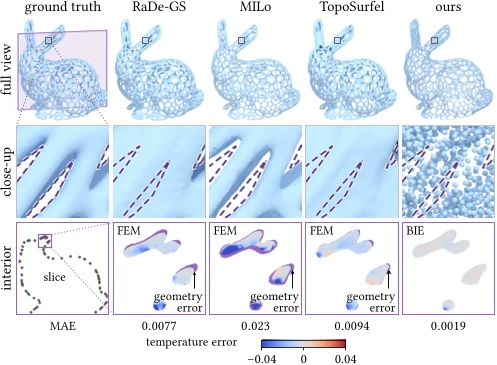 ground truth RaDe-GS MILo TopoSurfel ours
full view
close-up
interior
slice
FEM FEM FEM BIE
geometry error geometry error geometry error
MAE 0.0077 0.023 0.0094 0.0019
temperature error
−0.04 0 0.04